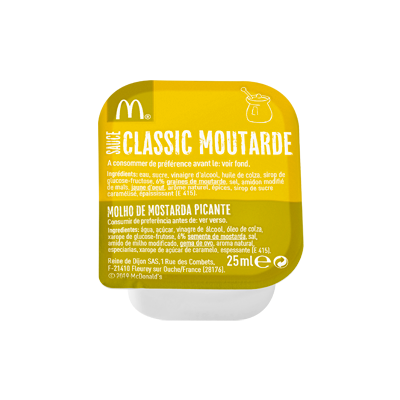 M®
SAUCE
CLASSIC MOUTARDE
A consommer de préférence avant le: voir fond.
Ingrédients: eau, sucre, vinaigre d'alcool, huile de colza, sirop de
glucose-fructose, 6% graines de moutarde, sel, amidon modifié
de maïs, jaune d'oeuf, arôme naturel, épices, sirop de sucre
caramélisé, épaississant (E 415).
MOLHO DE MOSTARDA PICANTE
Consumir de preferência antes de: ver verso.
Ingredientes: água, açúcar, vinagre de álcool, óleo de colza,
xarope de glucose-frutose, 6% semente de mostarda, sal,
amido de milho modificado, gema de ovo, aroma natural,
especiarias, xarope de açúcar de caramelo, espessante (E 415).
Reine de Dijon SAS, 1 Rue des Combets,
F-21410 Fleurey sur Ouche/France (28176).
© 2019 McDonald's
25ml e